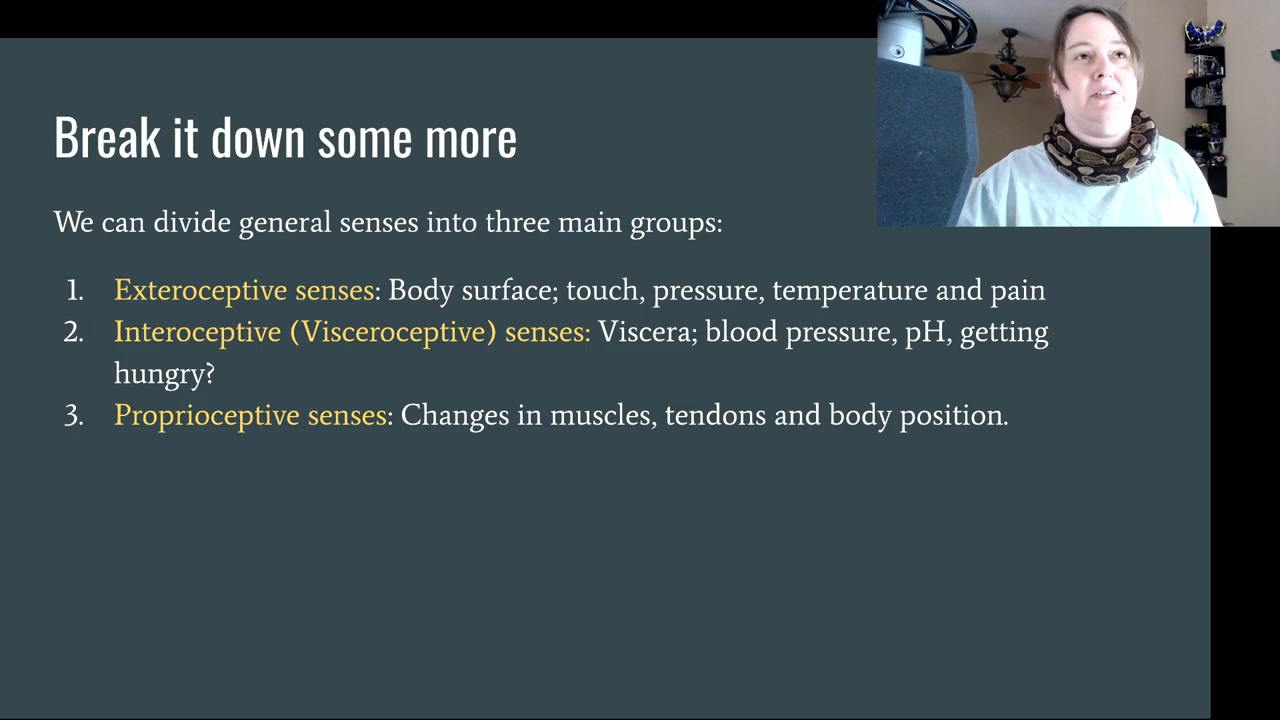 Break it down some more
We can divide general senses into three main groups:
1. Exteroceptive senses: Body surface; touch, pressure, temperature and pain
2. Interoceptive (Visceroceptive) senses: Viscera; blood pressure, pH, getting
hungry?
3. Proprioceptive senses: Changes in muscles, tendons and body position.